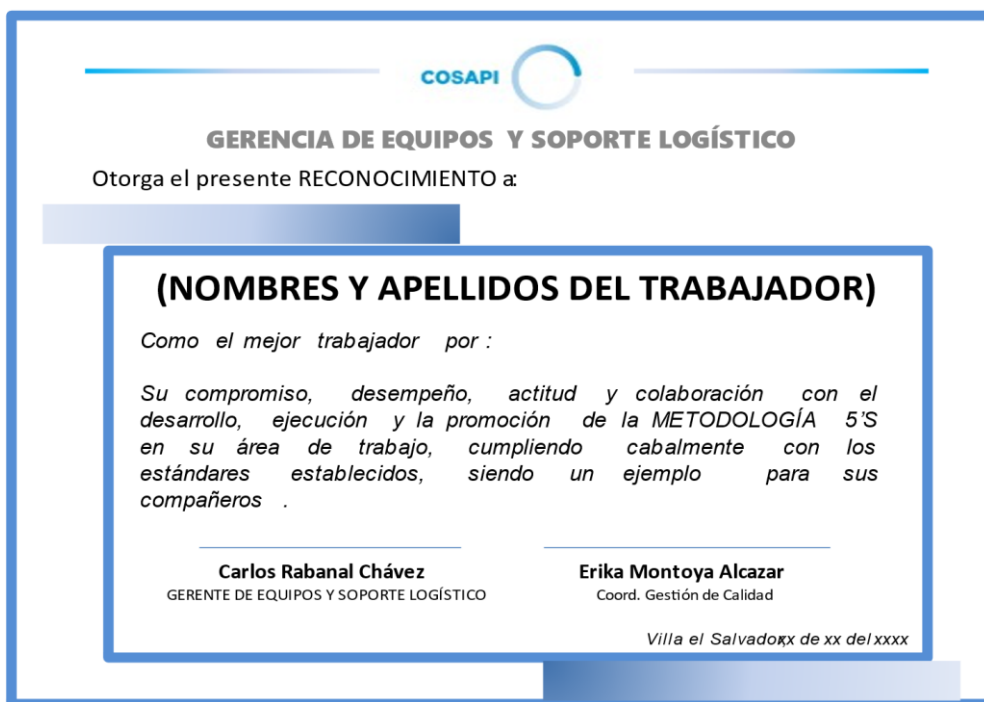 COSAPI
GERENCIA DE EQUIPOS Y SOPORTE LOGÍSTICO
Otorga el presente RECONOCIMIENTO a:
(NOMBRES Y APELLIDOS DEL TRABAJADOR)
Como el mejor trabajador por :
Su compromiso, desempeño, actitud y colaboración con el
desarrollo, ejecución y la promoción de la METODOLOGÍA 5'S
en su área de trabajo, cumpliendo cabalmente con los
estándares establecidos, siendo un ejemplo para sus
compañeros .
Carlos Rabanal Chávez
GERENTE DE EQUIPOS Y SOPORTE LOGÍSTICO
Erika Montoya Alcazar
Coord. Gestión de Calidad
Villa el Salvador,xx de xx del xxxx